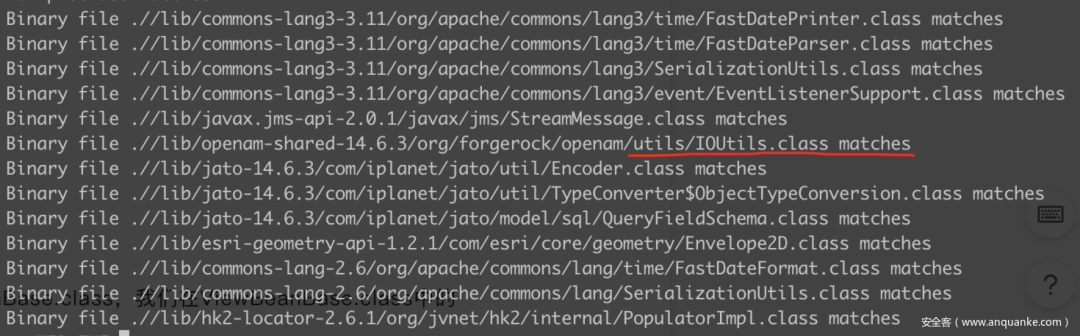 Binary file .//lib/commons-lang3-3.11/org/apache/commons/lang3/time/FastDatePrinter.class matches
Binary file .//lib/commons-lang3-3.11/org/apache/commons/lang3/time/FastDateParser.class matches
Binary file .//lib/commons-lang3-3.11/org/apache/commons/lang3/SerializationUtils.class matches
Binary file .//lib/commons-lang3-3.11/org/apache/commons/lang3/event/EventListenerSupport.class matches
Binary file .//lib/javax.jms-api-2.0.1/javax/jms/StreamMessage.class matches
Binary file .//lib/openam-shared-14.6.3/org/forgerock/openam/utils/IOUtils.class matches
Binary file .//lib/jato-14.6.3/com/iplanet/jato/util/Encoder.class matches
Binary file .//lib/jato-14.6.3/com/iplanet/jato/util/TypeConverter$ObjectTypeConversion.class matches
Binary file .//lib/jato-14.6.3/com/iplanet/jato/model/sql/QueryFieldSchema.class matches
Binary file .//lib/esri-geometry-api-1.2.1/com/esri/core/geometry/Envelope2D.class matches
Binary file .//lib/commons-lang-2.6/org/apache/commons/lang/time/FastDateFormat.class matches
Binary file .//lib/commons-lang-2.6/org/apache/commons/lang/SerializationUtils.class matches
Binary file .//lib/hk2-locator-2.6.1/org/jvnet/hk2/internal/PopulatorImpl.class matches
?
安全客 (www.anquanke.com)